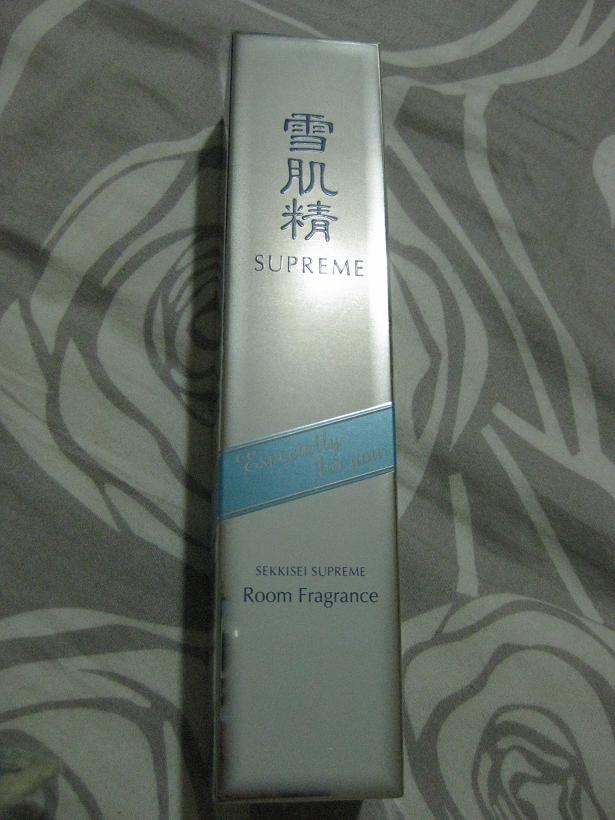 雪
肌
精
SUPREME
Especially
for you
SEKKISEI SUPREME
Room Fragrance